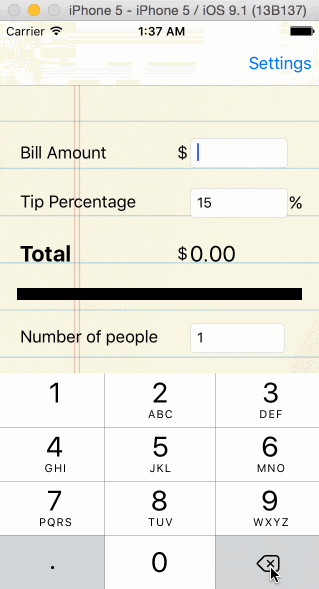 iPhone 5 - iPhone 5 / iOS 9.1 (13B137)
Carrier 1:37 AM
Settings
Bill Amount $
Tip Percentage 15 %
Total $0.00
Number of people 1
1 2 3
ABC DEF
4 5 6
GHI JKL MNO
7 8 9
PQRS TUV WXYZ
. 0